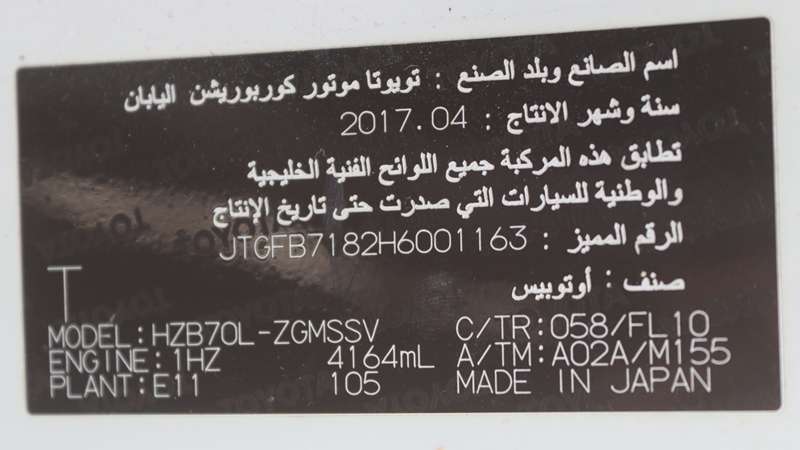 اسم الصانع وبلد الصنع : تويوتا موتور كوربوريشن اليابان
سنة وشهر الانتاج : 2017.04
تطابق هذه المركبة جميع اللوائح الفنية الخليجية
والوطنية للسيارات التي صدرت حتى تاريخ الإنتاج
الرقم المميز : JTGFB7182H6001163
صنف : أوتوبيس
T
MODEL:HZB70L-ZGMSSV C/TR:058/FL10
ENGINE:1HZ 4164mL A/TM:A02A/M155
PLANT:E11 105 MADE IN JAPAN